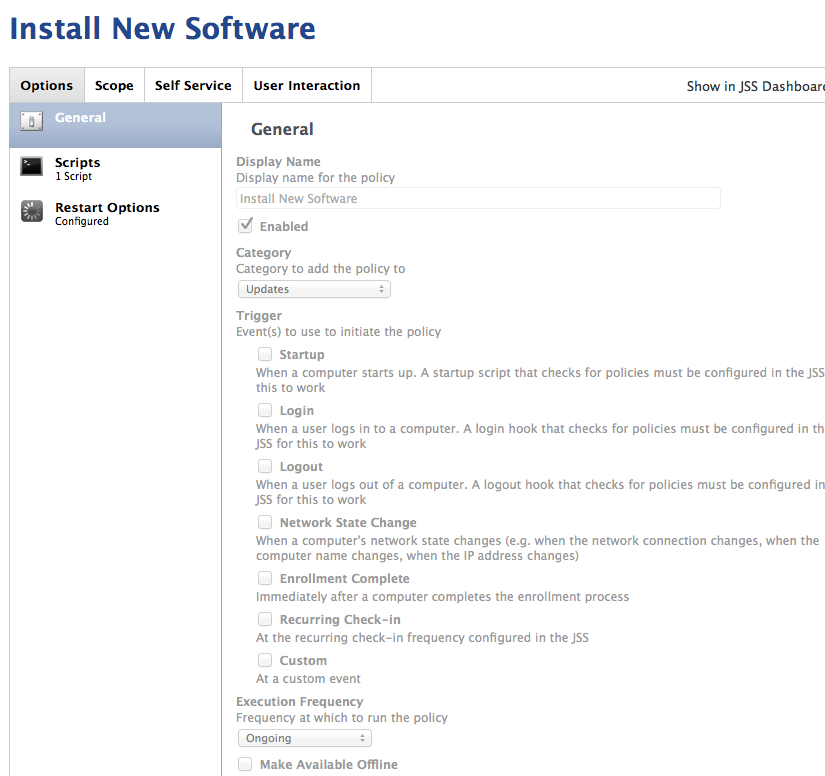 Install New Software
Options
Scope
Self Service
User Interaction
Show in JSS Dashboard
General
Scripts
1 Script
Restart Options
Configured
General
Display Name
Display name for the policy
Install New Software
Enabled
Category
Category to add the policy to
Updates
Trigger
Event(s) to use to initiate the policy
Startup
When a computer starts up. A startup script that checks for policies must be configured in the JSS
this to work
Login
When a user logs in to a computer. A login hook that checks for policies must be configured in th
JSS for this to work
Logout
When a user logs out of a computer. A logout hook that checks for policies must be configured in
JSS for this to work
Network State Change
When a computer's network state changes (e.g. when the network connection changes, when the
computer name changes, when the IP address changes)
Enrollment Complete
Immediately after a computer completes the enrollment process
Recurring Check-in
At the recurring check-in frequency configured in the JSS
Custom
At a custom event
Execution Frequency
Frequency at which to run the policy
Ongoing
Make Available Offline